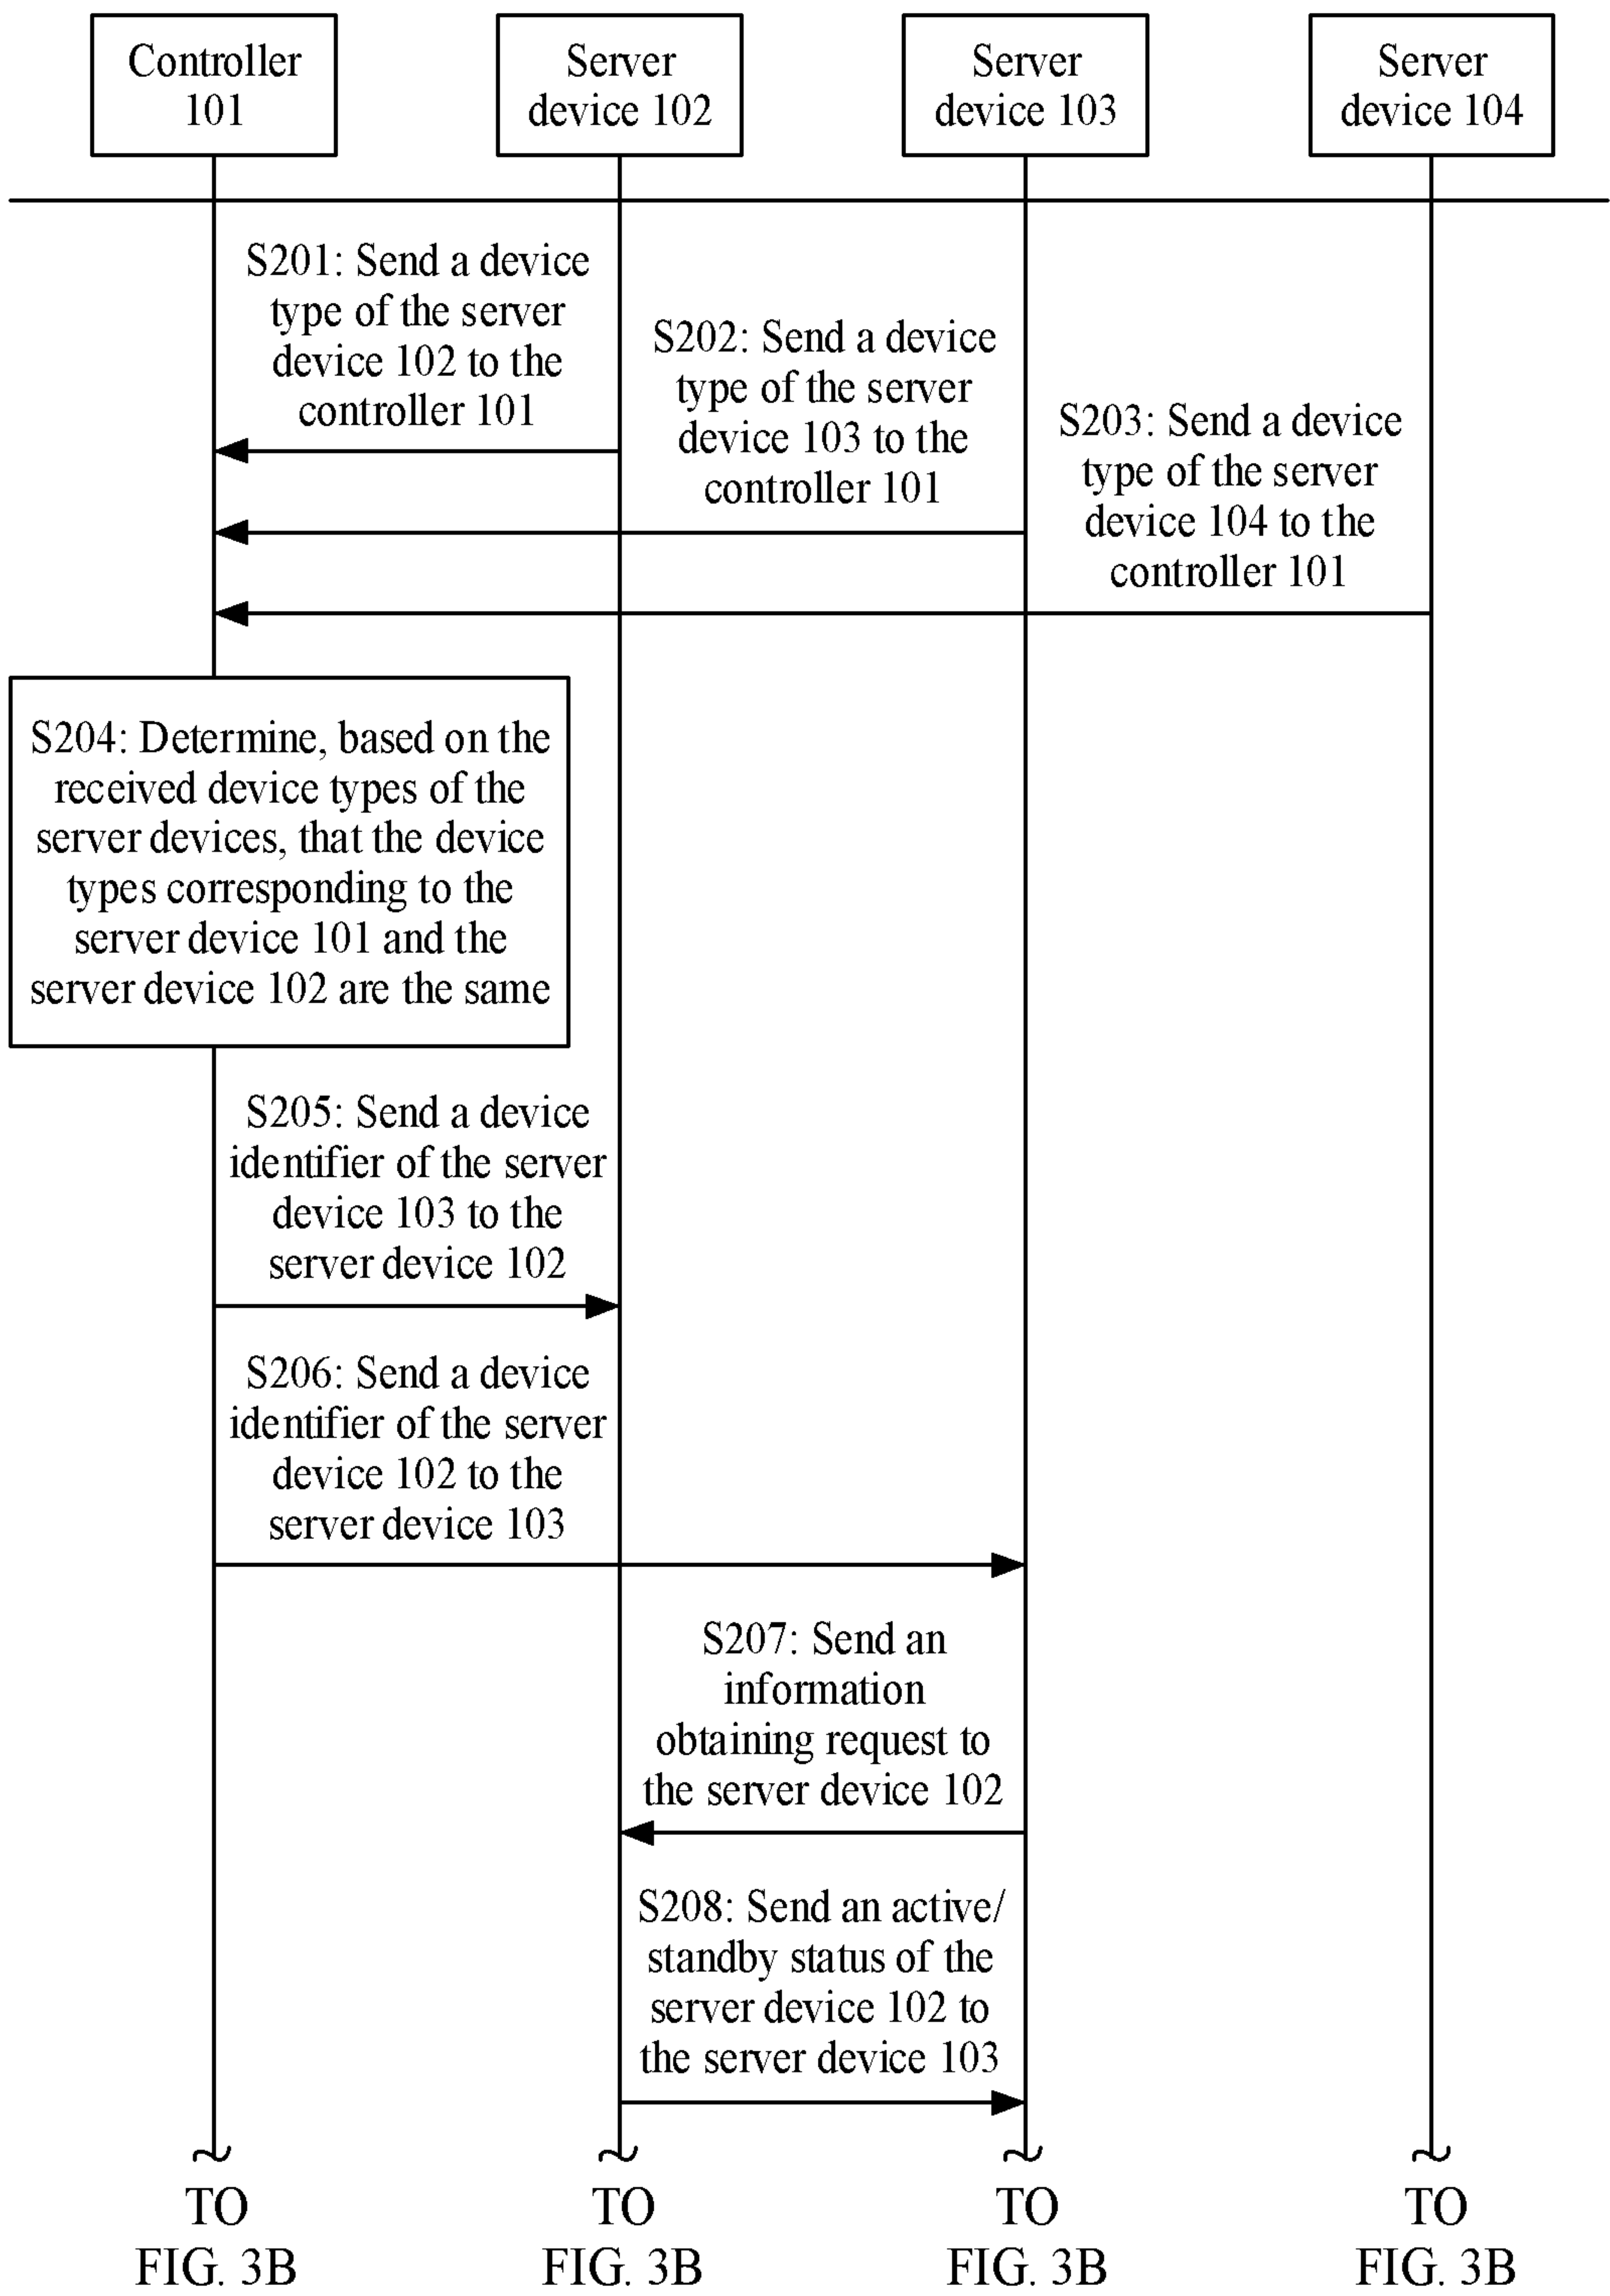 Controller
101
Server
device 102
Server
device 103
Server
device 104
S201: Send a device
type of the server
device 102 to the
controller 101
S202: Send a device
type of the server
device 103 to the
controller 101
S203: Send a device
type of the server
device 104 to the
controller 101
S204: Determine, based on the
received device types of the
server devices, that the device
types corresponding to the
server device 101 and the
server device 102 are the same
S205: Send a device
identifier of the server
device 103 to the
server device 102
S206: Send a device
identifier of the server
device 102 to the
server device 103
S207: Send an
information
obtaining request to
the server device 102
S208: Send an active/
standby status of the
server device 102 to
the server device 103
TO
FIG. 3B
TO
FIG. 3B
TO
FIG. 3B
TO
FIG. 3B